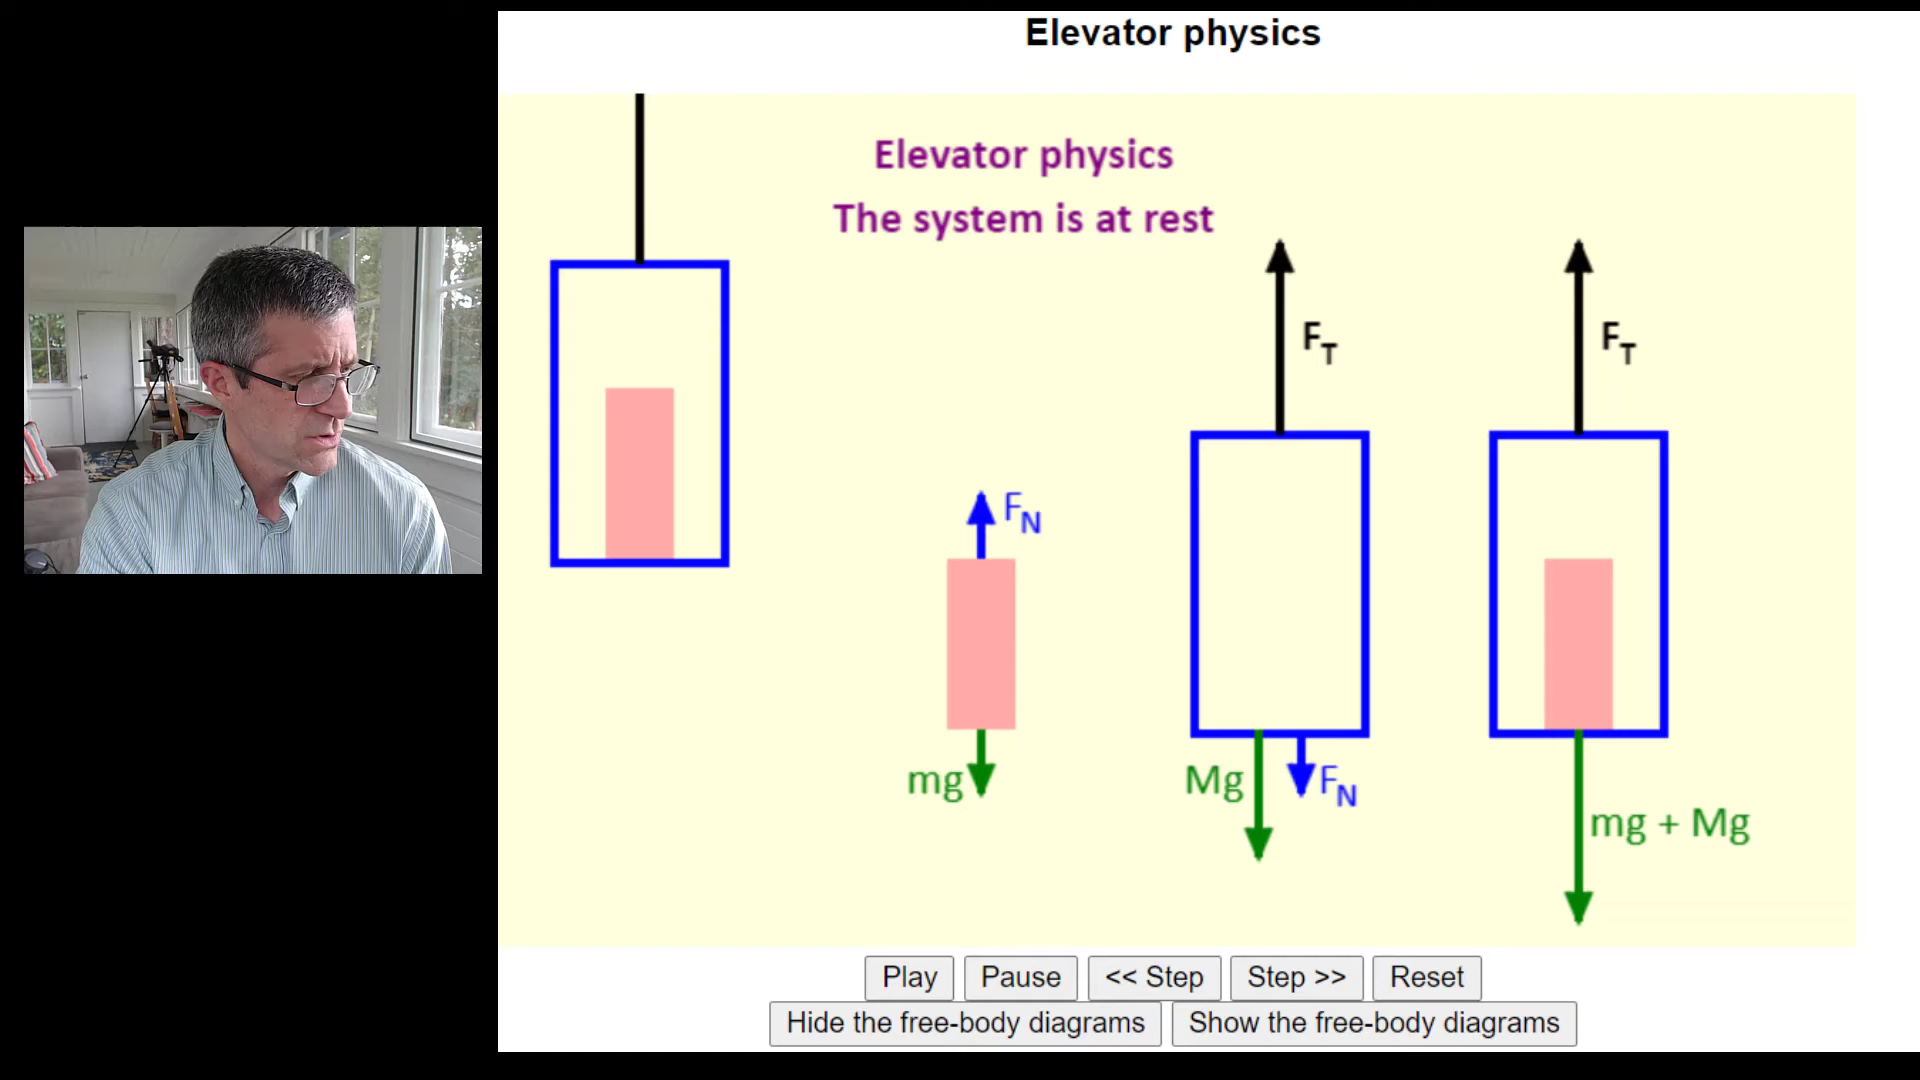 Elevator physics
Elevator physics
The system is at rest
F_T
F_T
F_N
mg
Mg
F_N
mg + Mg
Play
Pause
<< Step
Step >>
Reset
Hide the free-body diagrams
Show the free-body diagrams